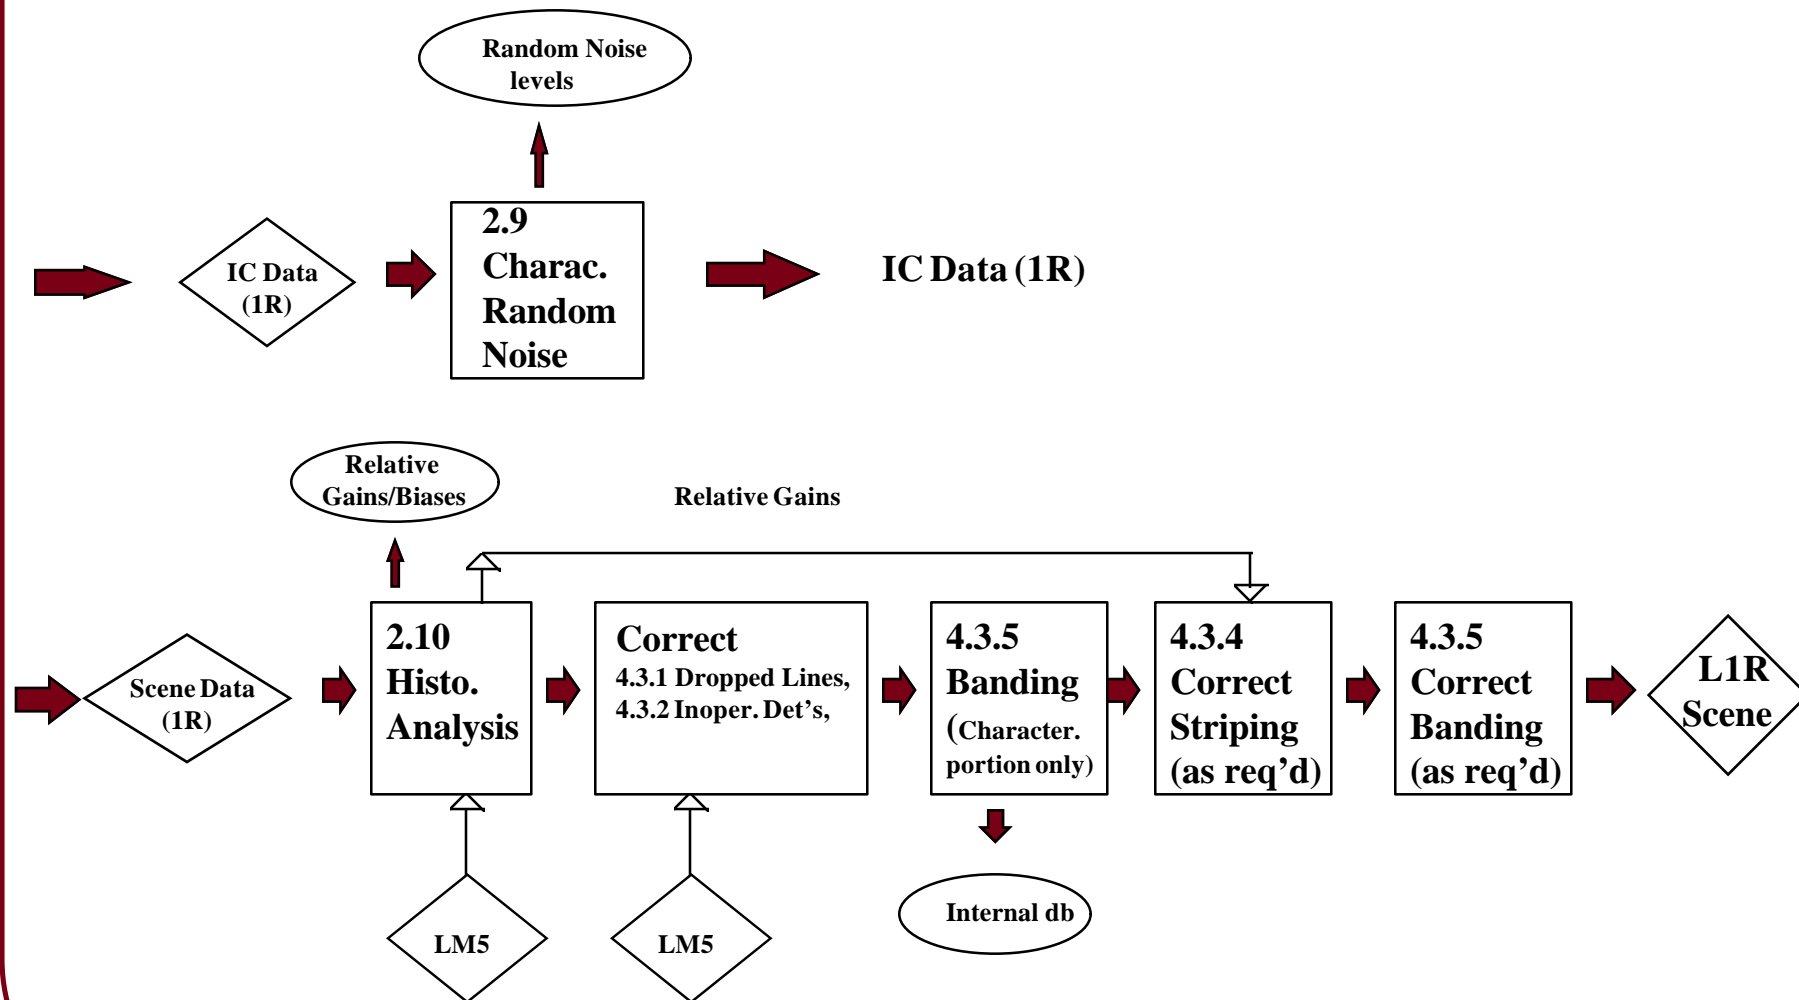 Random Noise
levels
IC Data
(1R)
2.9
Charac.
Random
Noise
IC Data (1R)
Relative
Gains/Biases
Relative Gains
Scene Data
(1R)
2.10
Histo.
Analysis
Correct
4.3.1 Dropped Lines,
4.3.2 Inoper. Det's,
4.3.5
Banding
(Character.
portion only)
4.3.4
Correct
Striping
(as req'd)
4.3.5
Correct
Banding
(as req'd)
L1R
Scene
LM5
LM5
Internal db